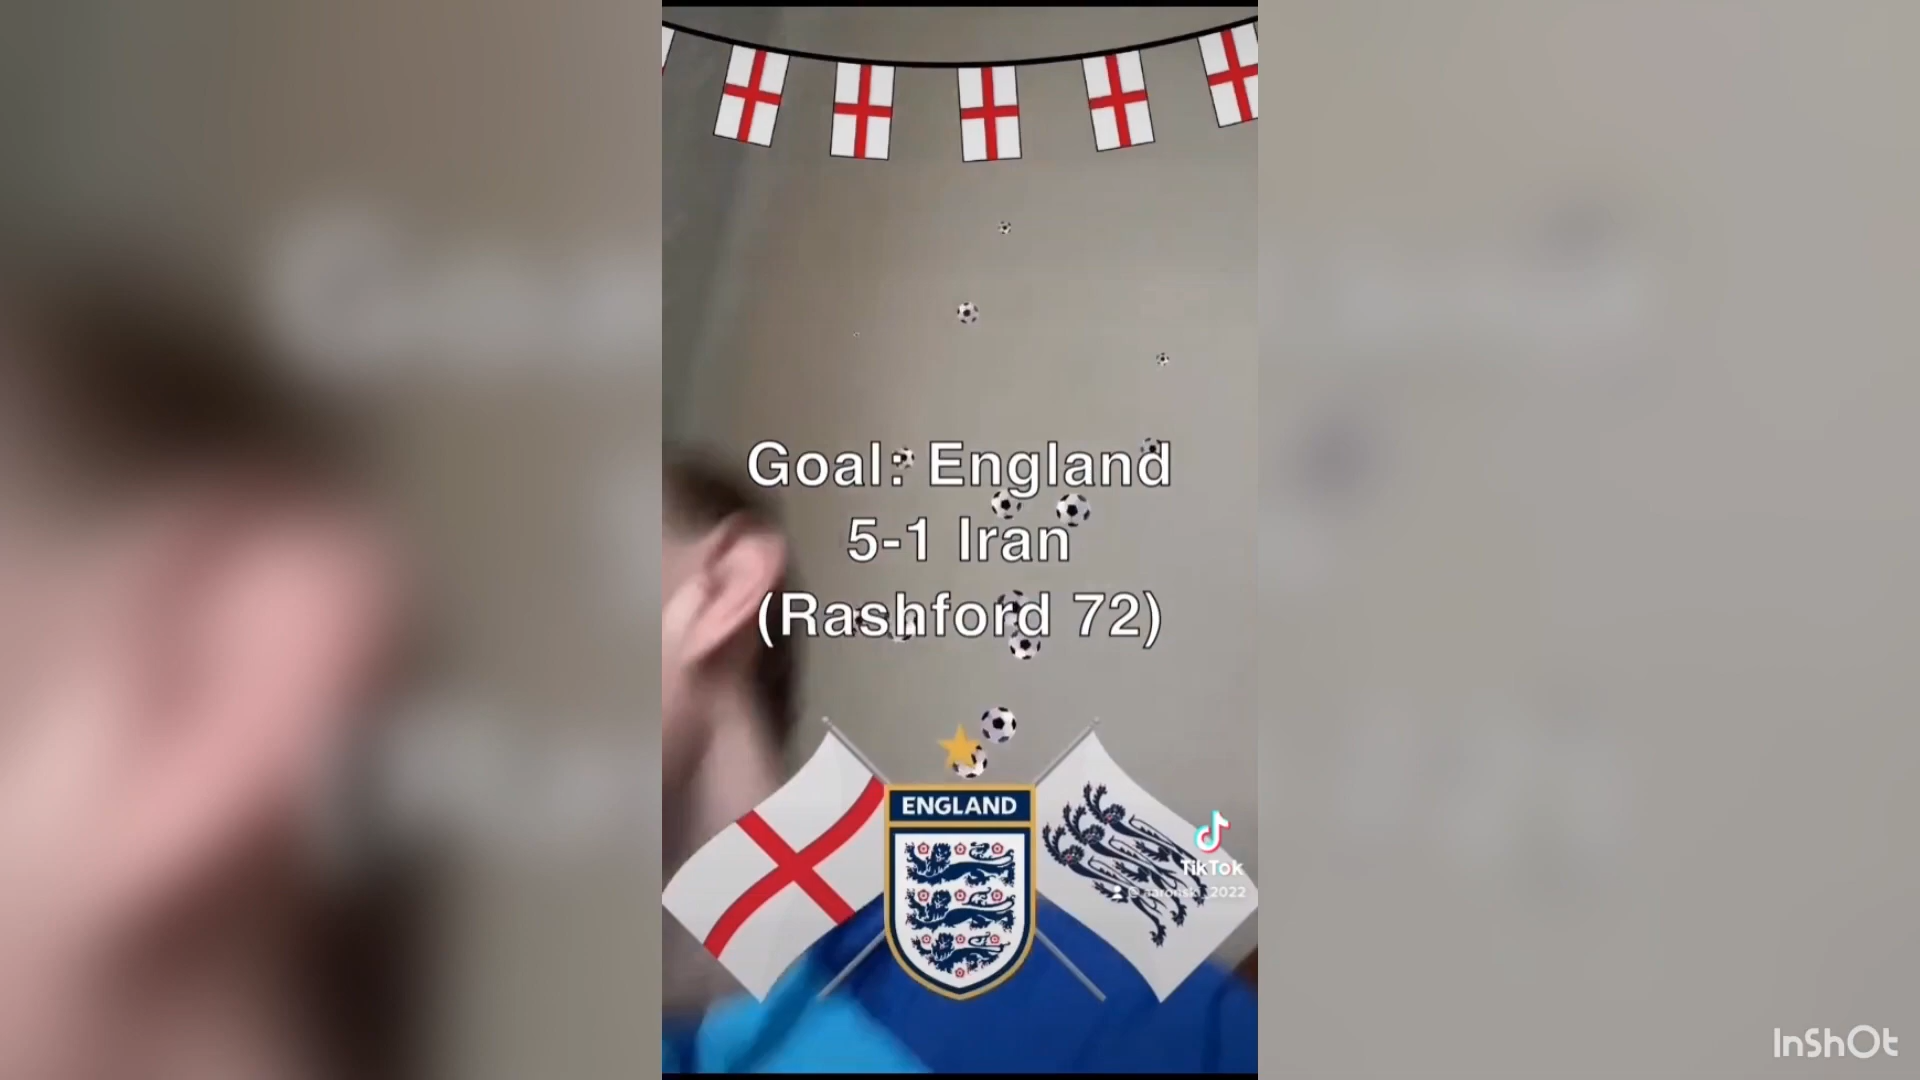 Goal: England
5-1 Iran
(Rashford 72)
ENGLAND
TikTok
InShOt